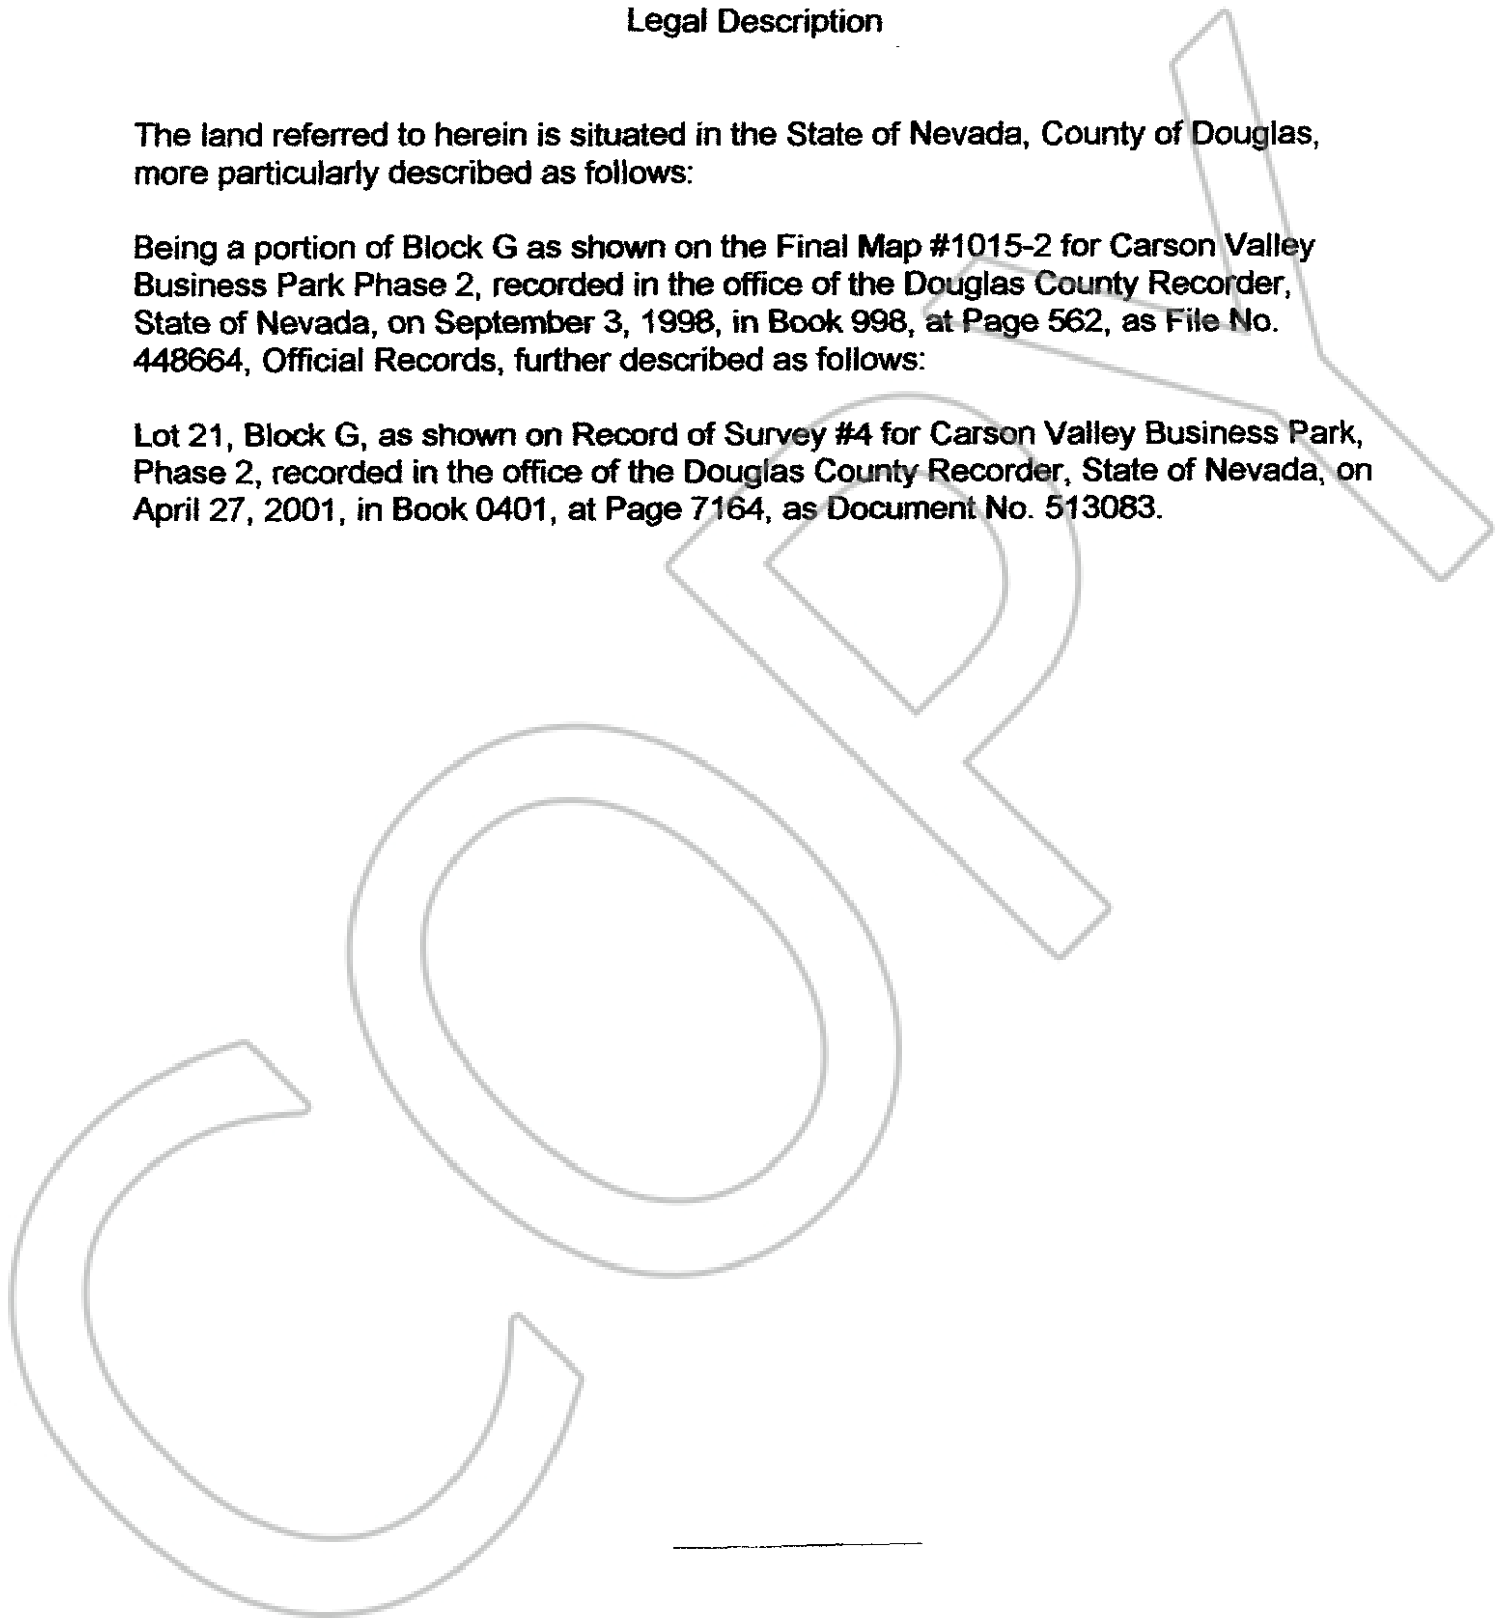 Legal Description
The land referred to herein is situated in the State of Nevada, County of Douglas,
more particularly described as follows:
Being a portion of Block G as shown on the Final Map #1015-2 for Carson Valley
Business Park Phase 2, recorded in the office of the Douglas County Recorder,
State of Nevada, on September 3, 1998, in Book 998, at Page 562, as File No.
448664, Official Records, further described as follows:
Lot 21, Block G, as shown on Record of Survey #4 for Carson Valley Business Park,
Phase 2, recorded in the office of the Douglas County Recorder, State of Nevada, on
April 27, 2001, in Book 0401, at Page 7164, as Document No. 513083.
COPY